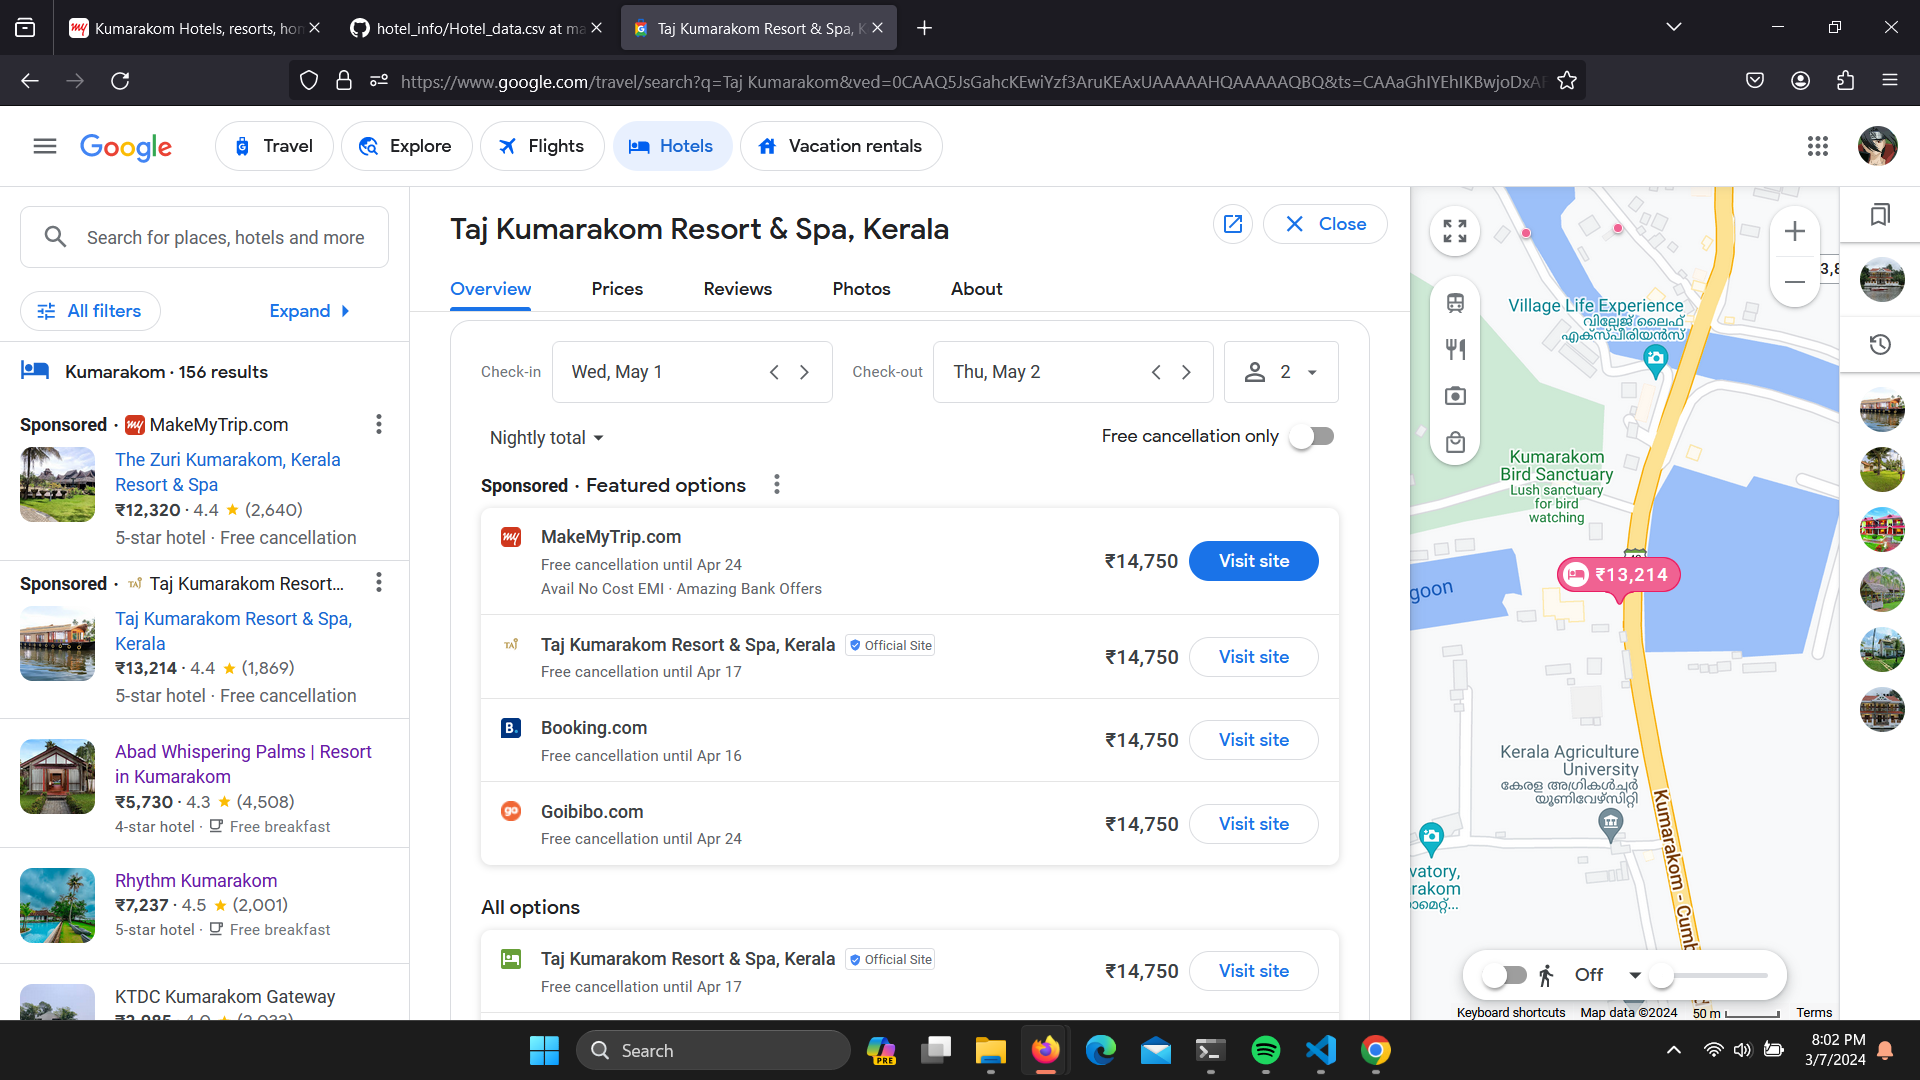 Kumarakom Hotels, resorts, hom
hotel_info/Hotel_data.csv at ma
Taj Kumarakom Resort & Spa, K
https://www.google.com/travel/search?q=Taj Kumarakom&ved=0CAAQ5JsGahcKEwiYzf3AruKEAxUAAAAAHQAAAAAQBQ&ts=CAAaGhIYEhIKBwjoDxAF
Google
Travel
Explore
Flights
Hotels
Vacation rentals
Search for places, hotels and more
All filters
Expand
Kumarakom · 156 results
Sponsored · MakeMyTrip.com
The Zuri Kumarakom, Kerala
Resort & Spa
₹12,320 · 4.4 ★ (2,640)
5-star hotel · Free cancellation
Sponsored · TAJ Taj Kumarakom Resort...
Taj Kumarakom Resort & Spa,
Kerala
₹13,214 · 4.4 ★ (1,869)
5-star hotel · Free cancellation
Abad Whispering Palms | Resort
in Kumarakom
₹5,730 · 4.3 ★ (4,508)
4-star hotel · Free breakfast
Rhythm Kumarakom
₹7,237 · 4.5 ★ (2,001)
5-star hotel · Free breakfast
KTDC Kumarakom Gateway
Taj Kumarakom Resort & Spa, Kerala
Close
Overview
Prices
Reviews
Photos
About
Check-in
Wed, May 1
Check-out
Thu, May 2
2
Nightly total
Free cancellation only
Sponsored · Featured options
my
MakeMyTrip.com
Free cancellation until Apr 24
Avail No Cost EMI · Amazing Bank Offers
₹14,750
Visit site
TAJ
Taj Kumarakom Resort & Spa, Kerala
Official Site
Free cancellation until Apr 17
₹14,750
Visit site
B.
Booking.com
Free cancellation until Apr 16
₹14,750
Visit site
go
Goibibo.com
Free cancellation until Apr 24
₹14,750
Visit site
All options
Taj Kumarakom Resort & Spa, Kerala
Official Site
Free cancellation until Apr 17
₹14,750
Visit site
3,8
Village Life Experience
വില്ലേജ് ലൈഫ്
എക്സ്പീരിയൻസ്
Kumarakom
Bird Sanctuary
Lush sanctuary
for bird
watching
₹13,214
goon
Kerala Agriculture
University
കേരള അഗ്രികൾച്ചർ
യൂണിവേഴ്സിറ്റി
Kumarakom - Cumb
vatory,
arakom
Off
Keyboard shortcuts
Map data ©2024
50 m
Terms
Search
PRE
8:02 PM
3/7/2024